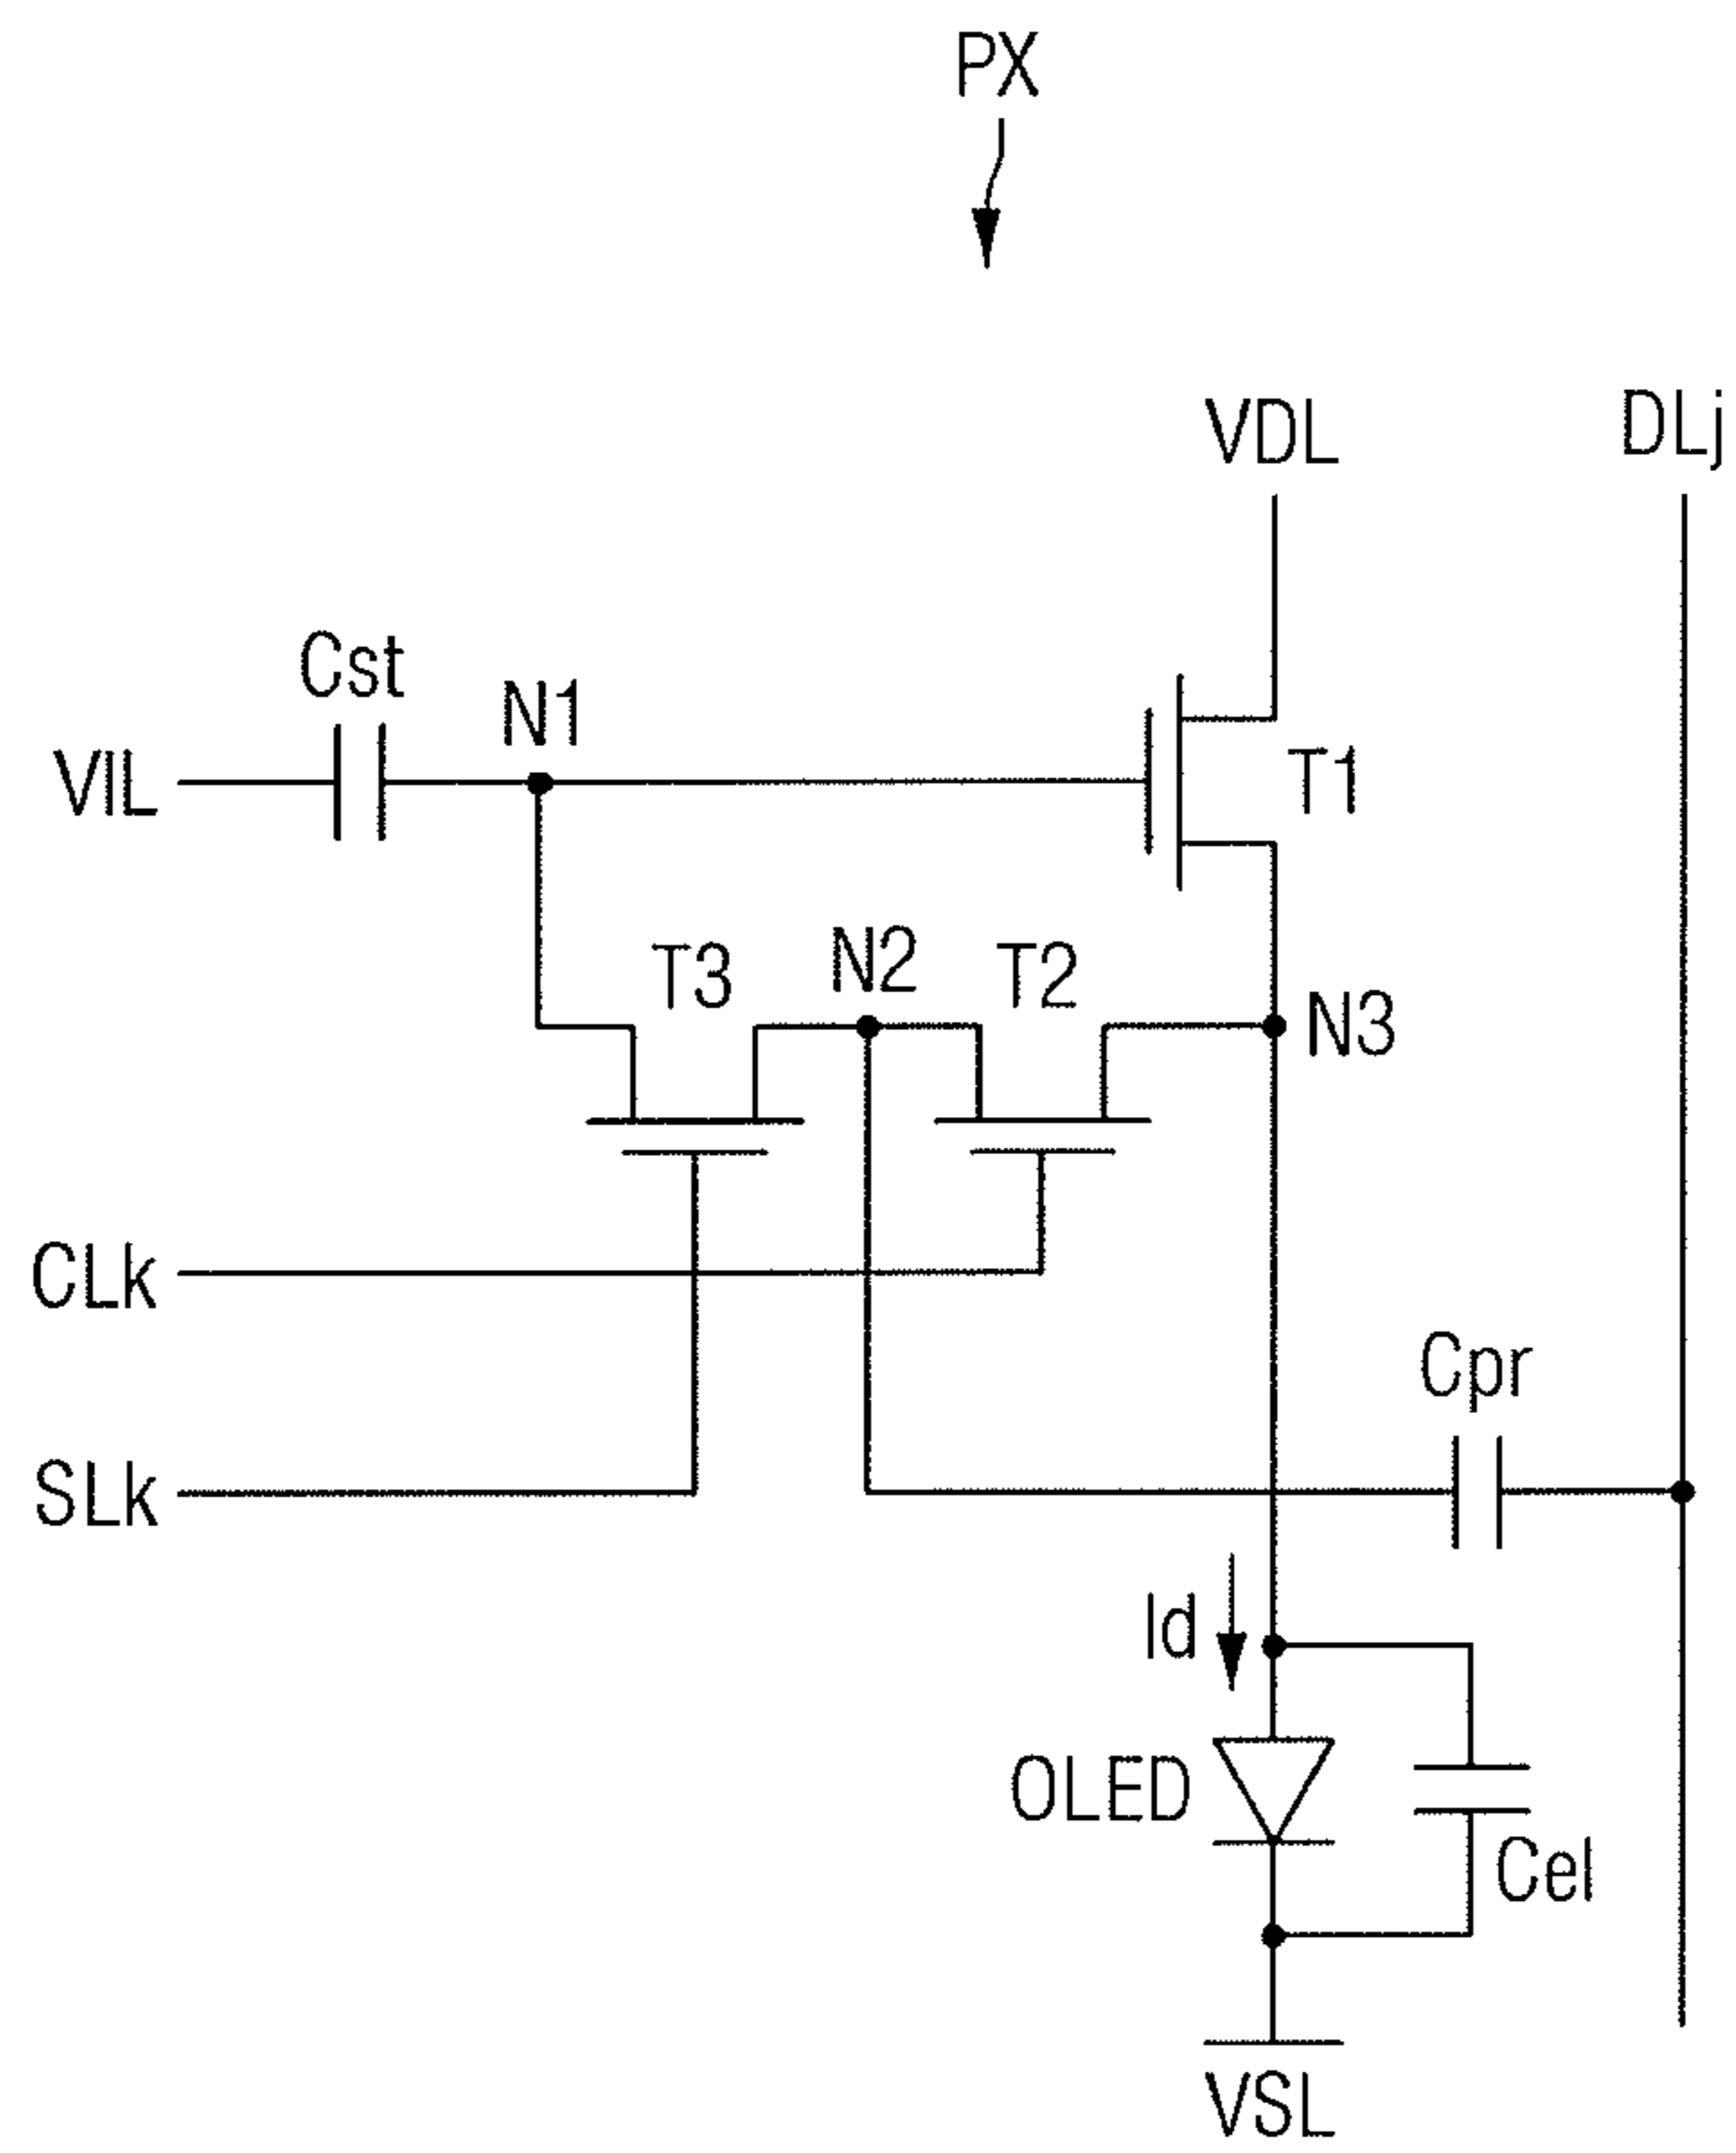 PX
VDL
DLj
Cst
N1
VIL
T1
T3
N2
T2
N3
CLk
Cpr
SLk
Id
OLED
Cel
VSL